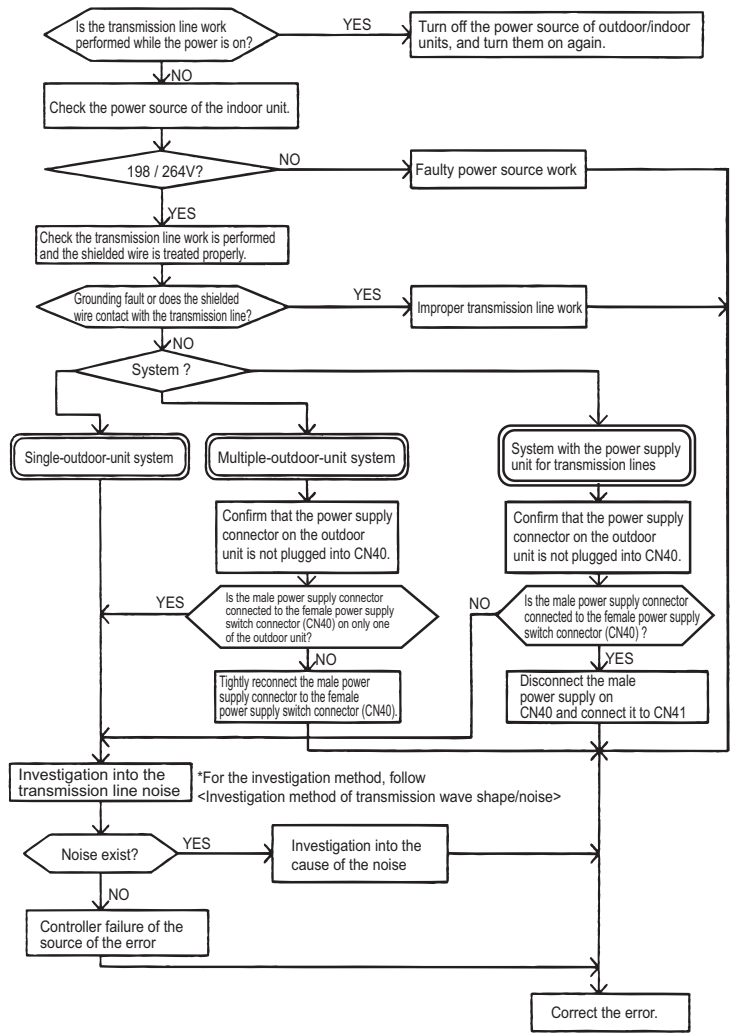 Is the transmission line work
performed while the power is on?
YES
Turn off the power source of outdoor/indoor
units, and turn them on again.
NO
Check the power source of the indoor unit.
198 / 264V?
NO
Faulty power source work
YES
Check the transmission line work is performed
and the shielded wire is treated properly.
Grounding fault or does the shielded
wire contact with the transmission line?
YES
Improper transmission line work
NO
System ?
Single-outdoor-unit system
Multiple-outdoor-unit system
System with the power supply
unit for transmission lines
Confirm that the power supply
connector on the outdoor
unit is not plugged into CN40.
Confirm that the power supply
connector on the outdoor
unit is not plugged into CN40.
YES
Is the male power supply connector
connected to the female power supply
switch connector (CN40) on only one
of the outdoor unit?
NO
Is the male power supply connector
connected to the female power supply
switch connector (CN40) ?
NO
YES
Tightly reconnect the male power
supply connector to the female
power supply switch connector (CN40).
Disconnect the male
power supply on
CN40 and connect it to CN41
Investigation into the
transmission line noise
*For the investigation method, follow
<Investigation method of transmission wave shape/noise>
Noise exist?
YES
Investigation into the
cause of the noise
NO
Controller failure of the
source of the error
Correct the error.